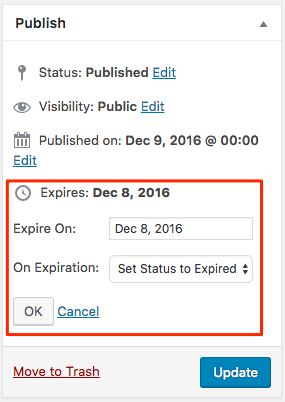 Publish
Status: Published Edit
Visibility: Public Edit
Published on: Dec 9, 2016 @ 00:00
Edit
Expires: Dec 8, 2016
Expire On: Dec 8, 2016
On Expiration: Set Status to Expired
OK Cancel
Move to Trash Update